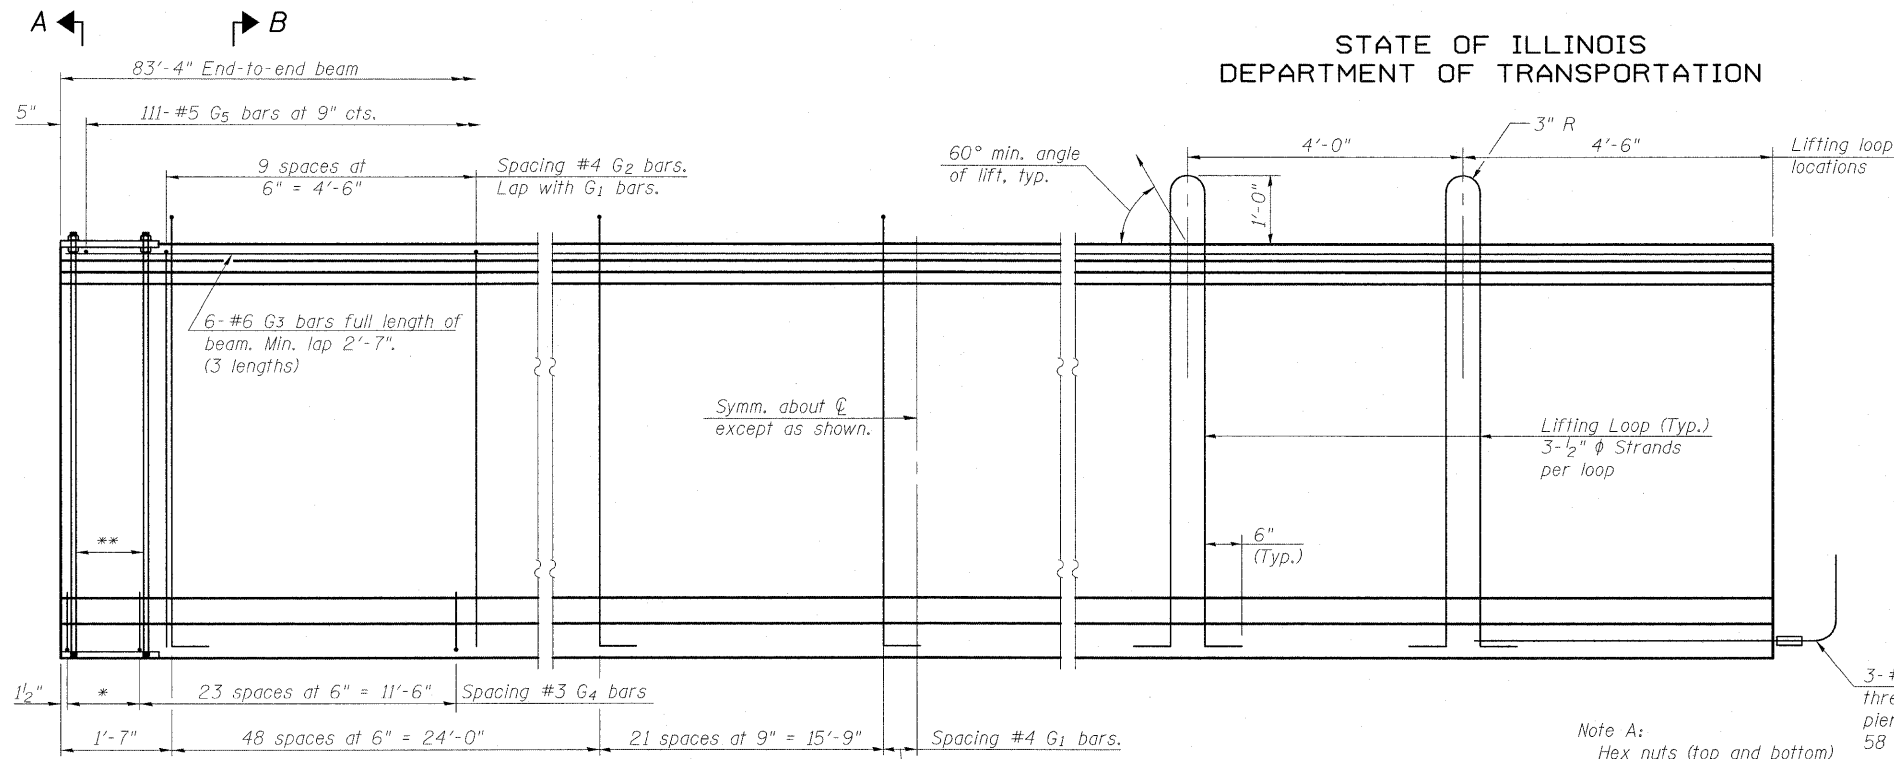 A
B
STATE OF ILLINOIS
DEPARTMENT OF TRANSPORTATION
83'-4" End-to-end beam
5"
111-#5 G5 bars at 9" cts.
9 spaces at
6" = 4'-6"
Spacing #4 G2 bars.
Lap with G1 bars.
60° min. angle
of lift, typ.
3" R
4'-0"
4'-6"
Lifting loop
locations
1'-0"
6-#6 G3 bars full length of
beam. Min. lap 2'-7".
(3 lengths)
Symm. about ℄
except as shown.
Lifting Loop (Typ.)
3-1/2" ϕ Strands
per loop
**
6"
(Typ.)
1 1/2"
*
23 spaces at 6" = 11'-6"
Spacing #3 G4 bars
1'-7"
48 spaces at 6" = 24'-0"
21 spaces at 9" = 15'-9"
Spacing #4 G1 bars.
3-#
thre
pier
58
Note A:
Hex nuts (top and bottom)